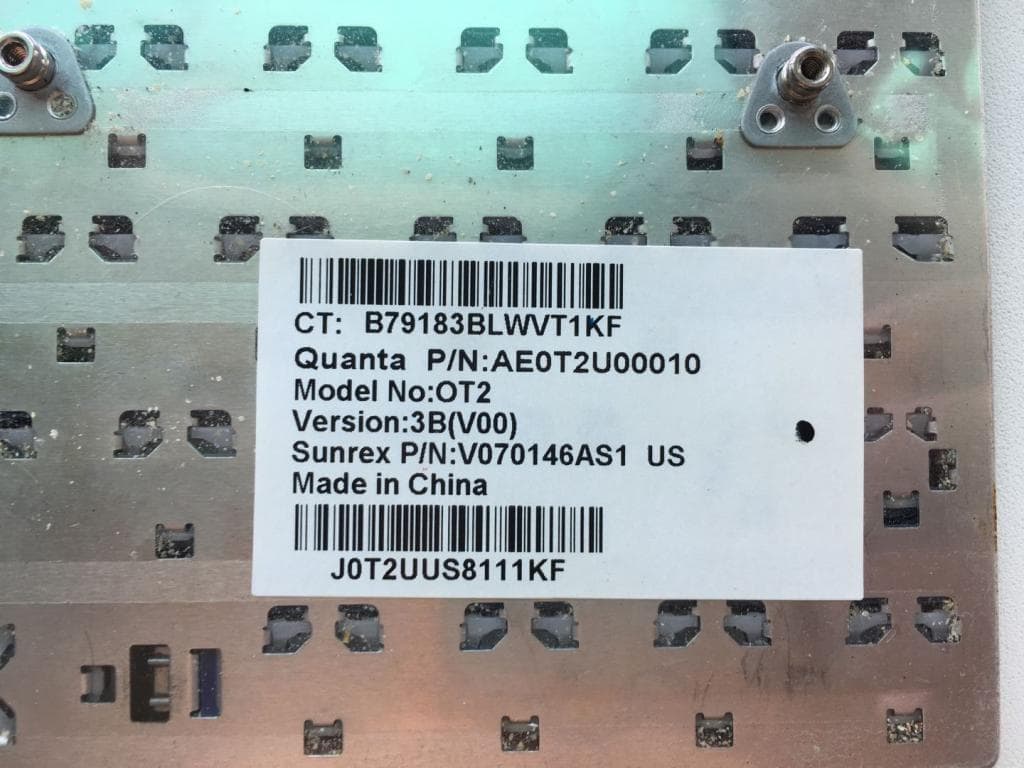 CT: B79183BLWVT1KF
Quanta P/N:AE0T2U00010
Model No:OT2
Version:3B(V00)
Sunrex P/N:V070146AS1 US
Made in China
J0T2UUS8111KF